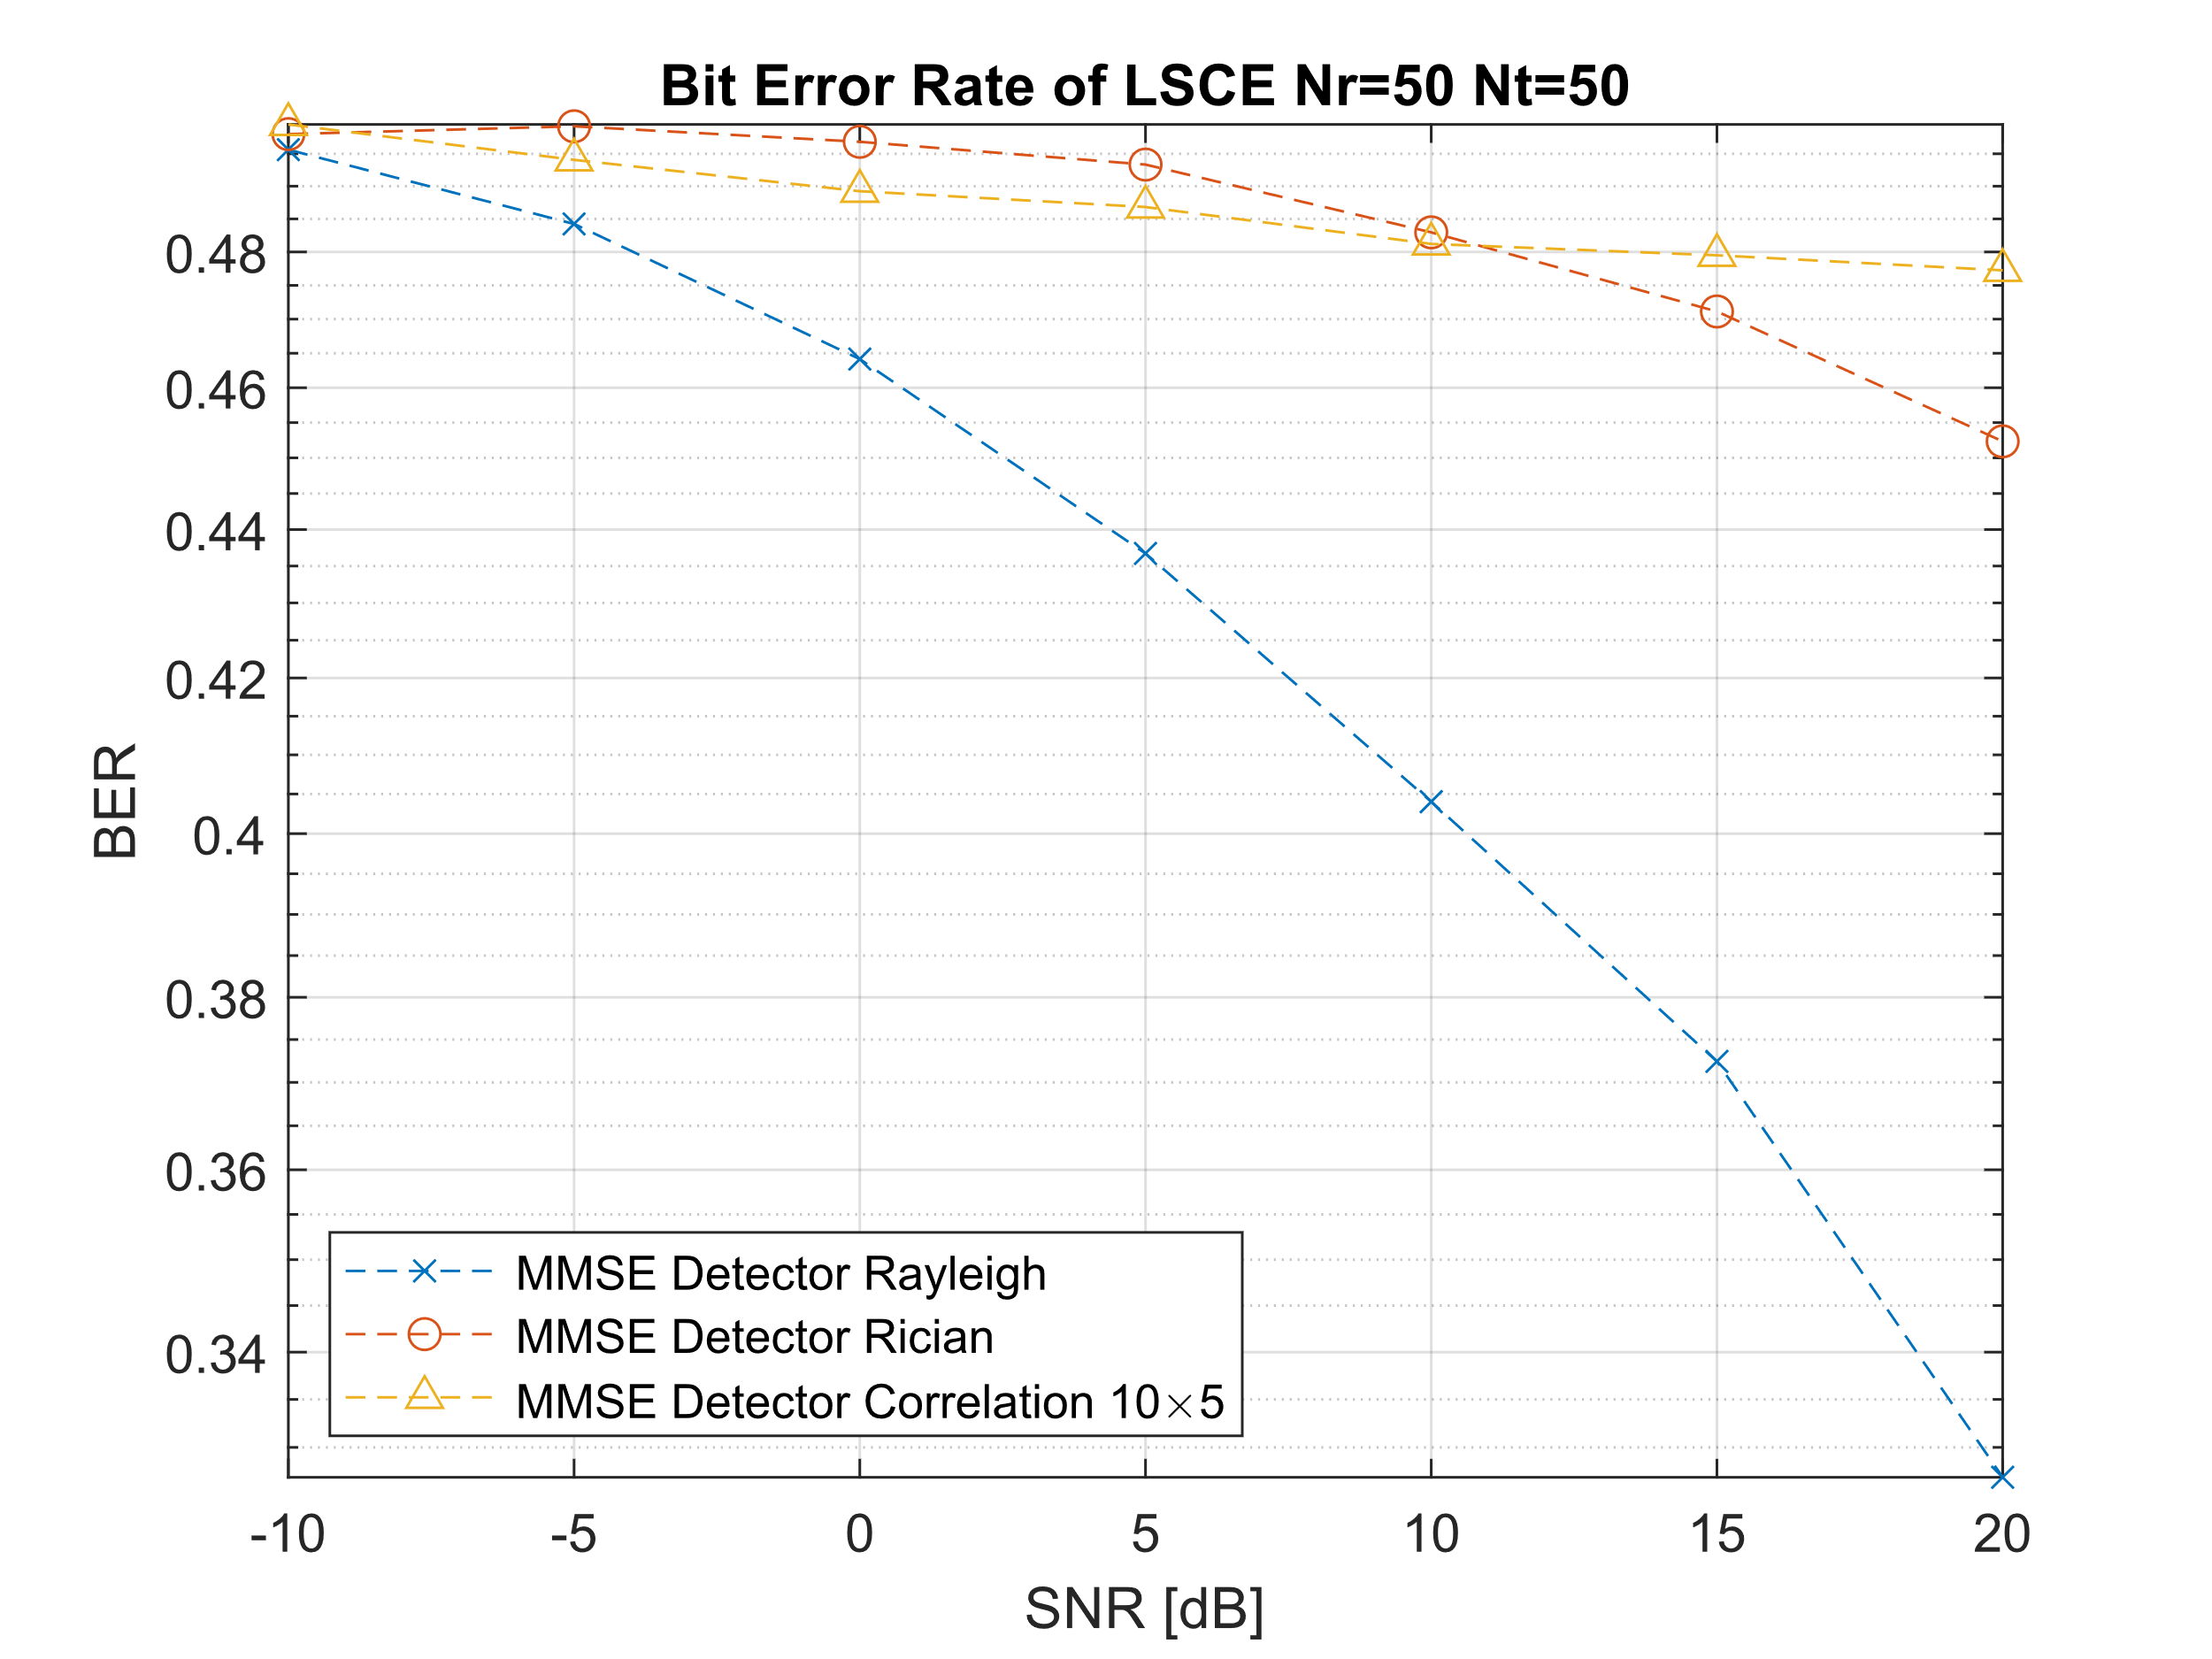 Bit Error Rate of LSCE Nr=50 Nt=50
0.48
0.46
0.44
0.42
0.4
0.38
0.36
0.34
BER
MMSE Detector Rayleigh
MMSE Detector Rician
MMSE Detector Correlation 10×5
-10 -5 0 5 10 15 20
SNR [dB]